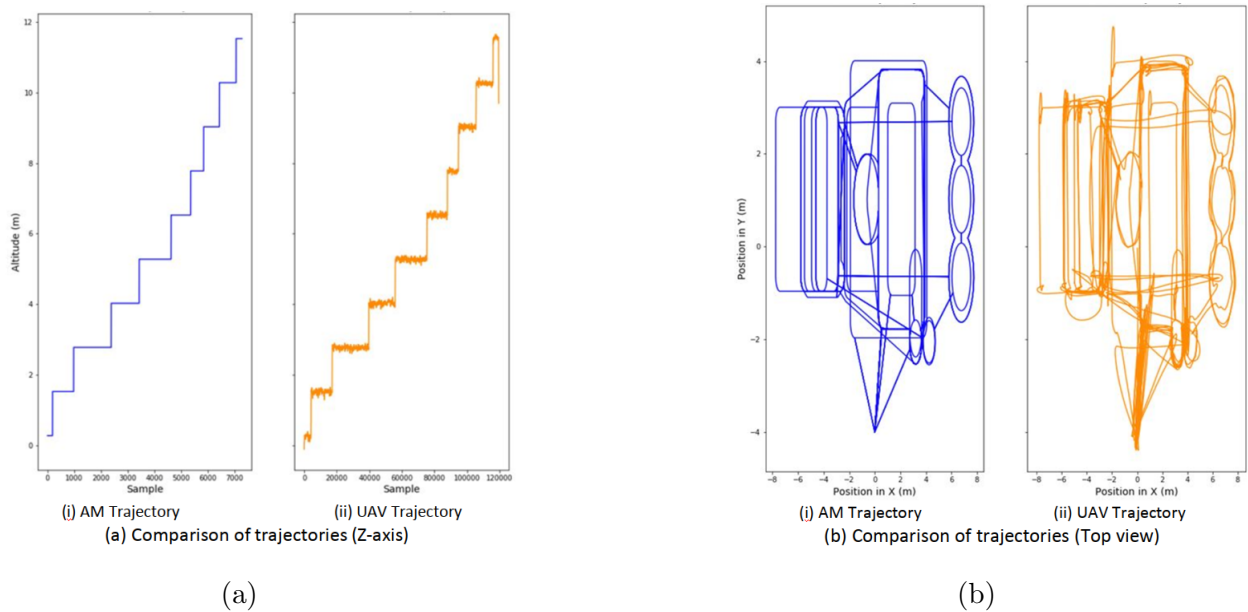 12
10
8
6
4
2
0
Altitude (m)
0 1000 2000 3000 4000 5000 6000 7000
Sample
0 20000 40000 60000 80000 100000 120000
Sample
(i) AM Trajectory
(ii) UAV Trajectory
(a) Comparison of trajectories (Z-axis)
(a)
4
2
0
−2
−4
Position in Y (m)
−8 −6 −4 −2 0 2 4 6 8
Position in X (m)
−8 −6 −4 −2 0 2 4 6 8
Position in X (m)
(i) AM Trajectory
(ii) UAV Trajectory
(b) Comparison of trajectories (Top view)
(b)